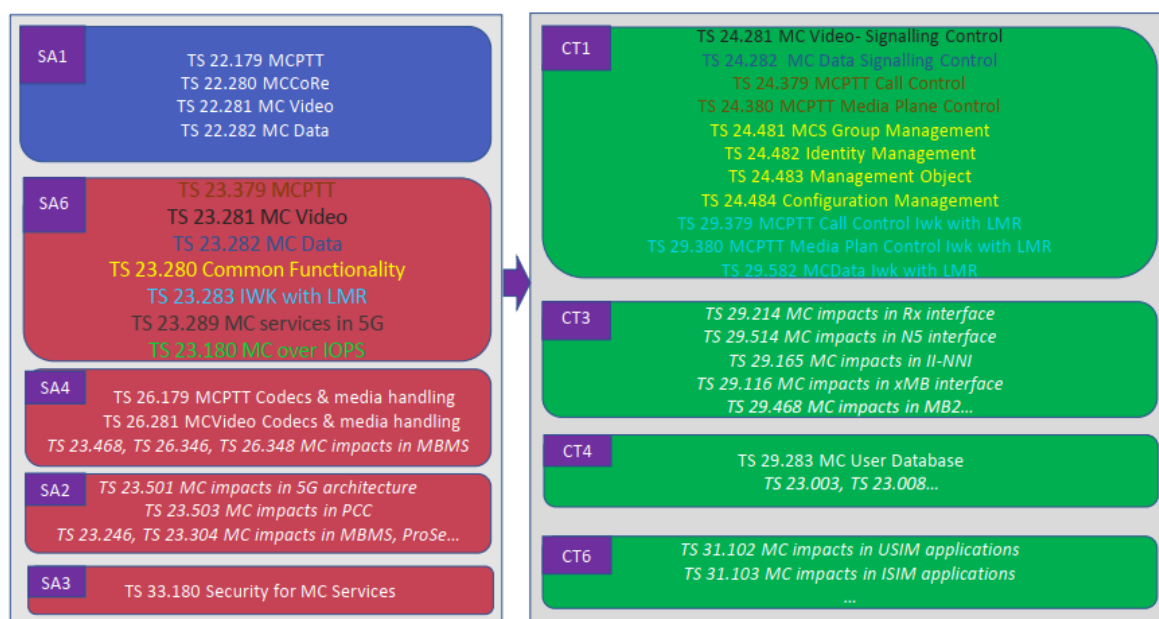 SA1
TS 22.179 MCPTT
TS 22.280 MCCoRe
TS 22.281 MC Video
TS 22.282 MC Data
SA6
TS 23.379 MCPTT
TS 23.281 MC Video
TS 23.282 MC Data
TS 23.280 Common Functionality
TS 23.283 IWK with LMR
TS 23.289 MC services in 5G
TS 23.180 MC over IOPS
SA4
TS 26.179 MCPTT Codecs & media handling
TS 26.281 MCVideo Codecs & media handling
TS 23.468, TS 26.346, TS 26.348 MC impacts in MBMS
SA2
TS 23.501 MC impacts in 5G architecture
TS 23.503 MC impacts in PCC
TS 23.246, TS 23.304 MC impacts in MBMS, ProSe...
SA3
TS 33.180 Security for MC Services
CT1
TS 24.281 MC Video- Signalling Control
TS 24.282 MC Data Signalling Control
TS 24.379 MCPTT Call Control
TS 24.380 MCPTT Media Plane Control
TS 24.481 MCS Group Management
TS 24.482 Identity Management
TS 24.483 Management Object
TS 24.484 Configuration Management
TS 29.379 MCPTT Call Control Iwk with LMR
TS 29.380 MCPTT Media Plan Control Iwk with LMR
TS 29.582 MCData Iwk with LMR
CT3
TS 29.214 MC impacts in Rx interface
TS 29.514 MC impacts in N5 interface
TS 29.165 MC impacts in II-NNI
TS 29.116 MC impacts in xMB interface
TS 29.468 MC impacts in MB2...
CT4
TS 29.283 MC User Database
TS 23.003, TS 23.008...
CT6
TS 31.102 MC impacts in USIM applications
TS 31.103 MC impacts in ISIM applications
...